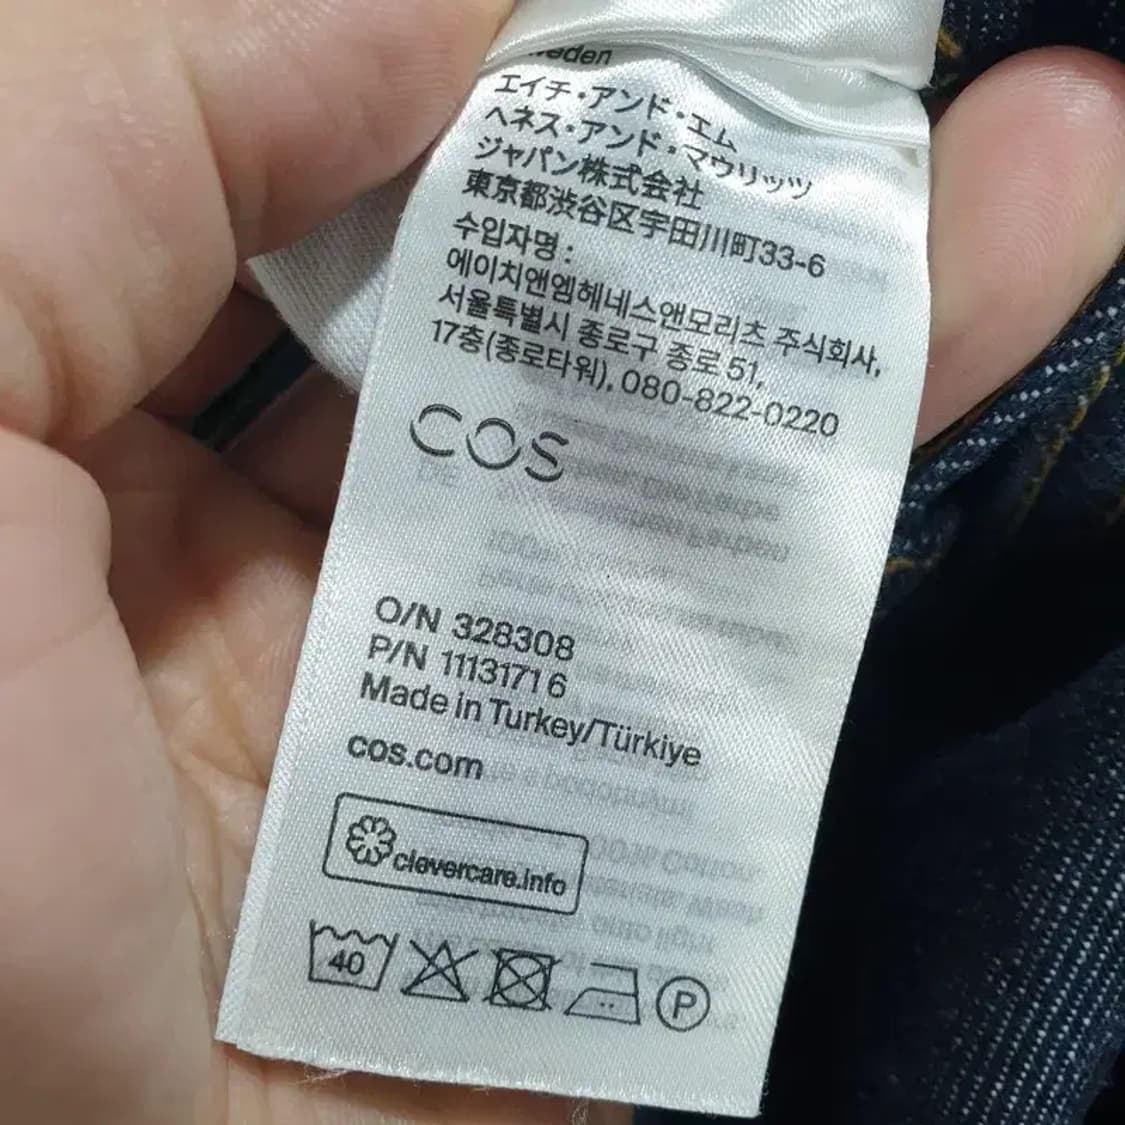 エイチ・アンド・エム
ヘネス・アンド・マウリッツ
ジャパン株式会社
東京都渋谷区宇田川町33-6
수입자명 :
에이치앤엠헤네스앤모리츠 주식회사,
서울특별시 종로구 종로 51,
17층(종로타워), 080-822-0220
COS
O/N 328308
P/N 1113171 6
Made in Turkey/Türkiye
cos.com
clevercare.info
40
P